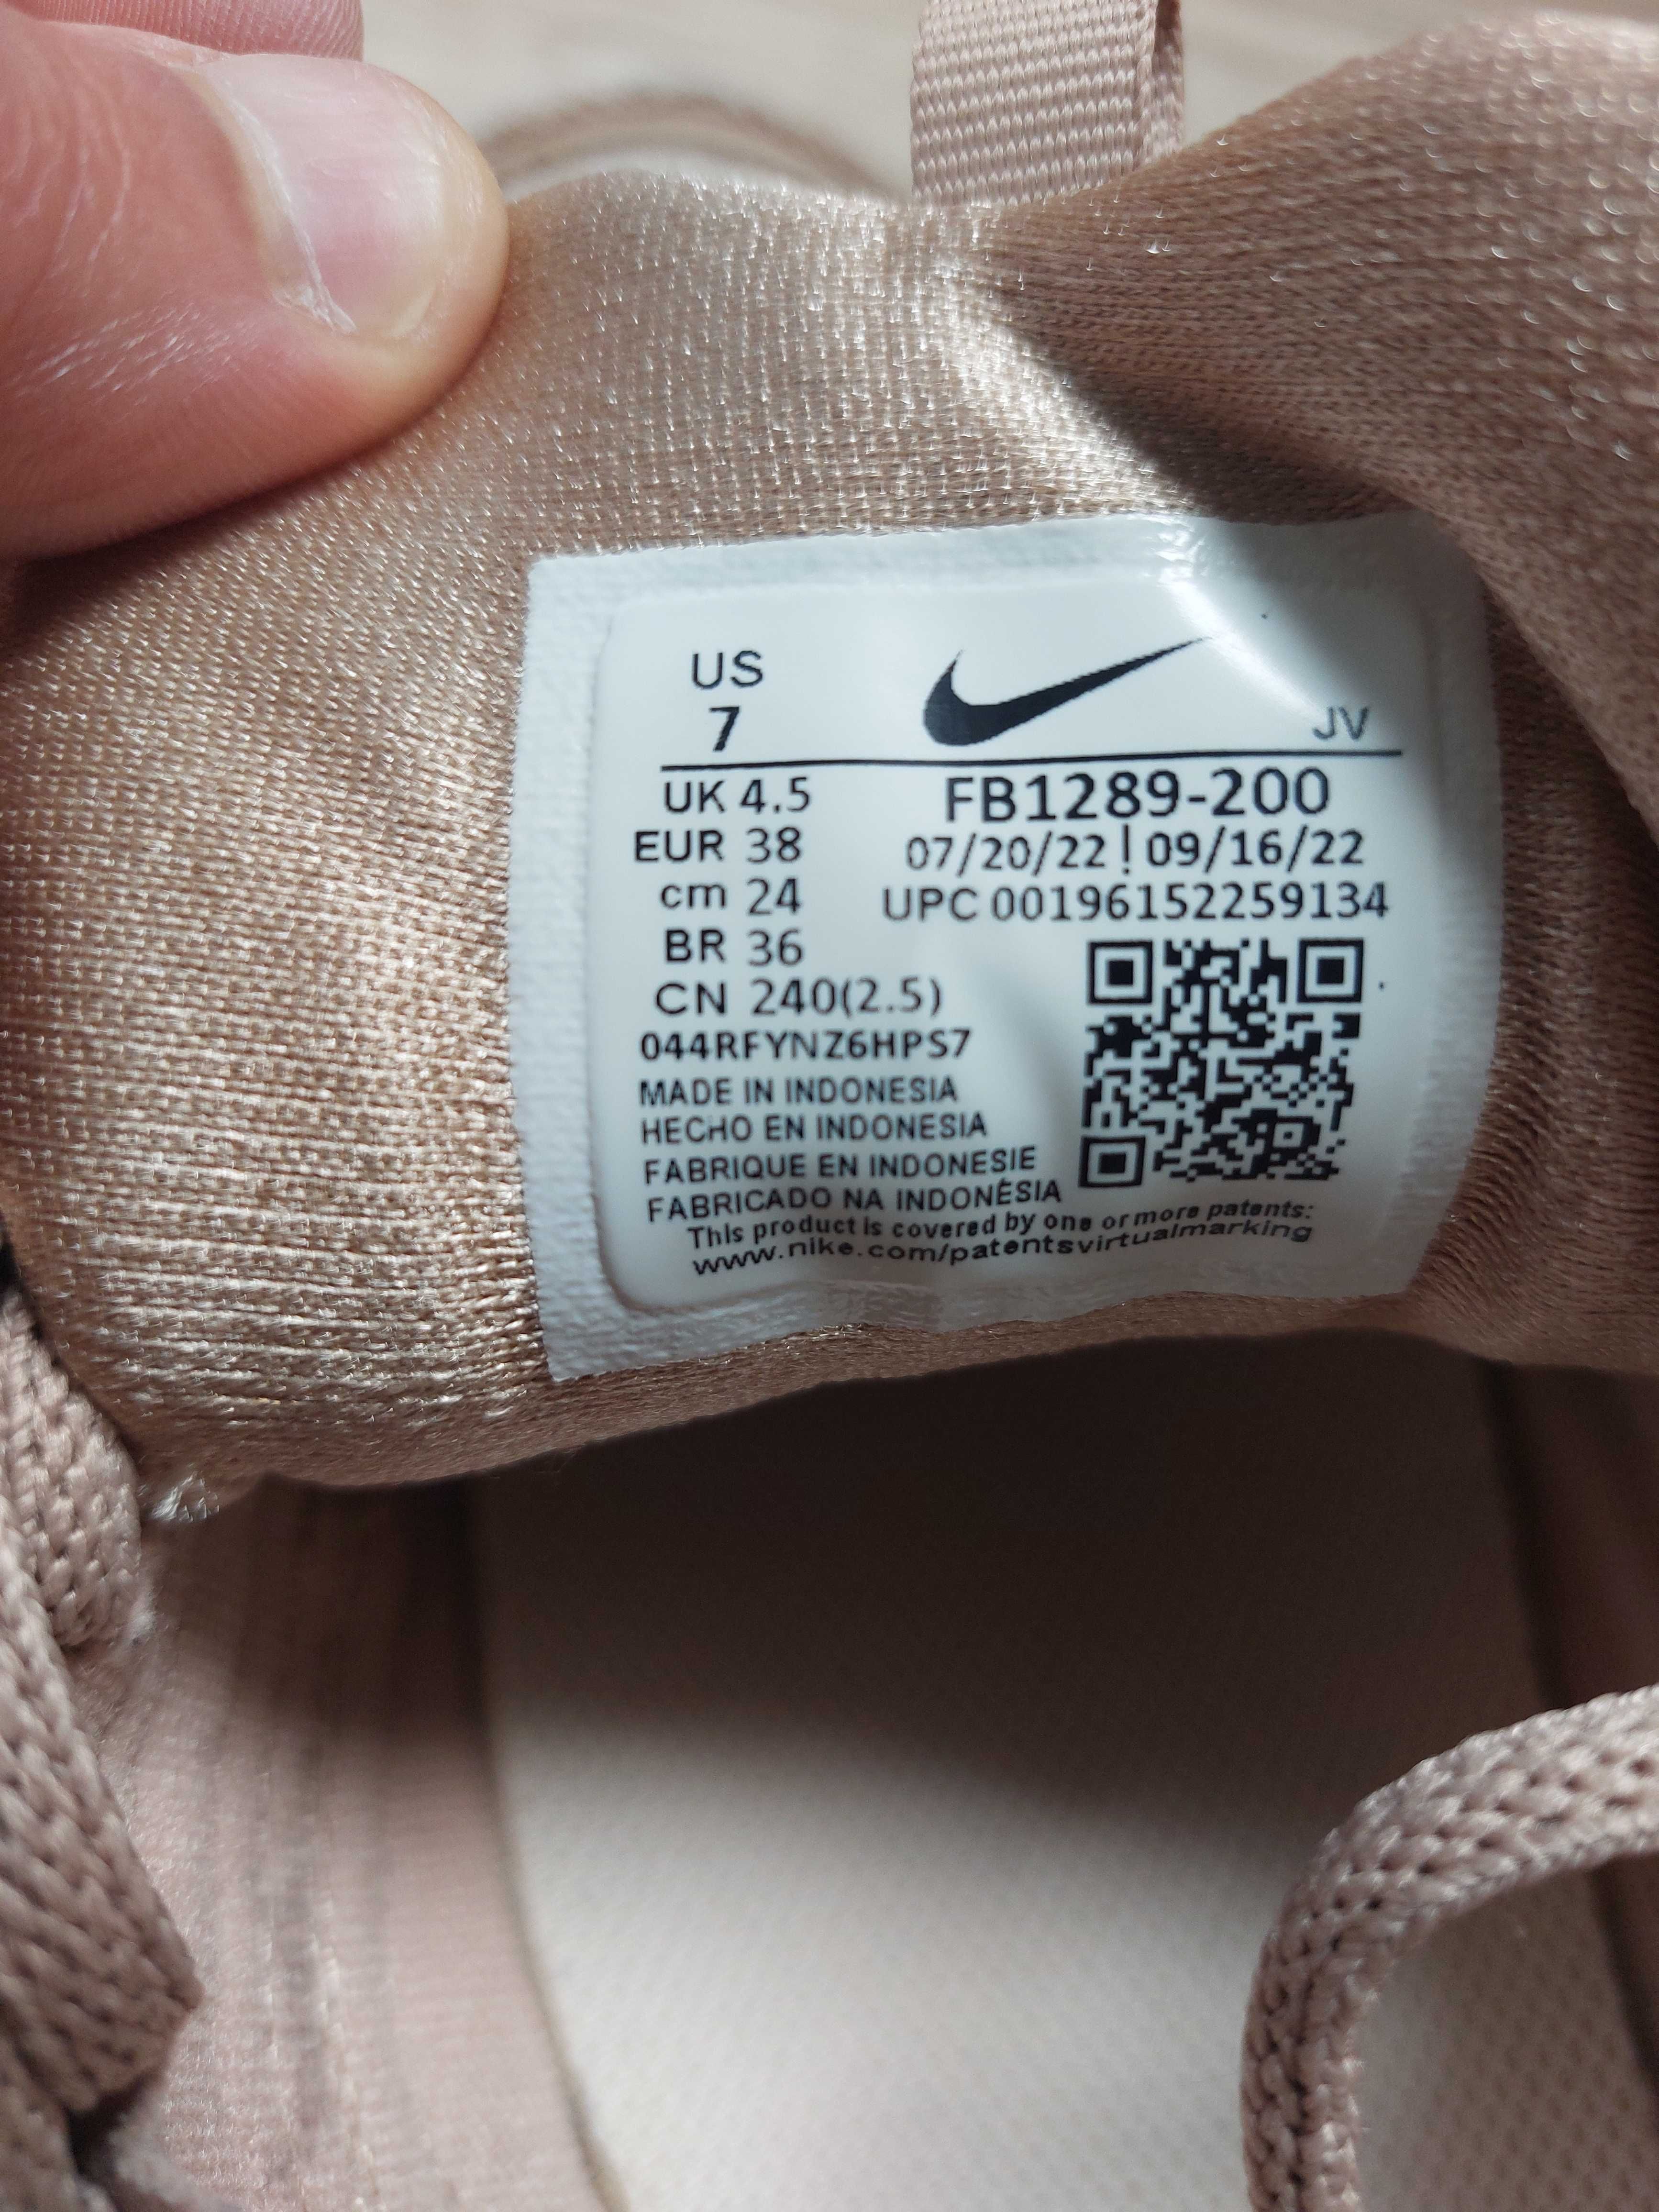 US
7
JV
UK 4.5
FB1289-200
EUR 38
07/20/22 | 09/16/22
cm 24
UPC 00196152259134
BR 36
CN 240(2.5)
044RFYNZ6HPS7
MADE IN INDONESIA
HECHO EN INDONESIA
FABRIQUE EN INDONESIE
FABRICADO NA INDONÉSIA
This product is covered by one or more patents:
www.nike.com/patentsvirtualmarking